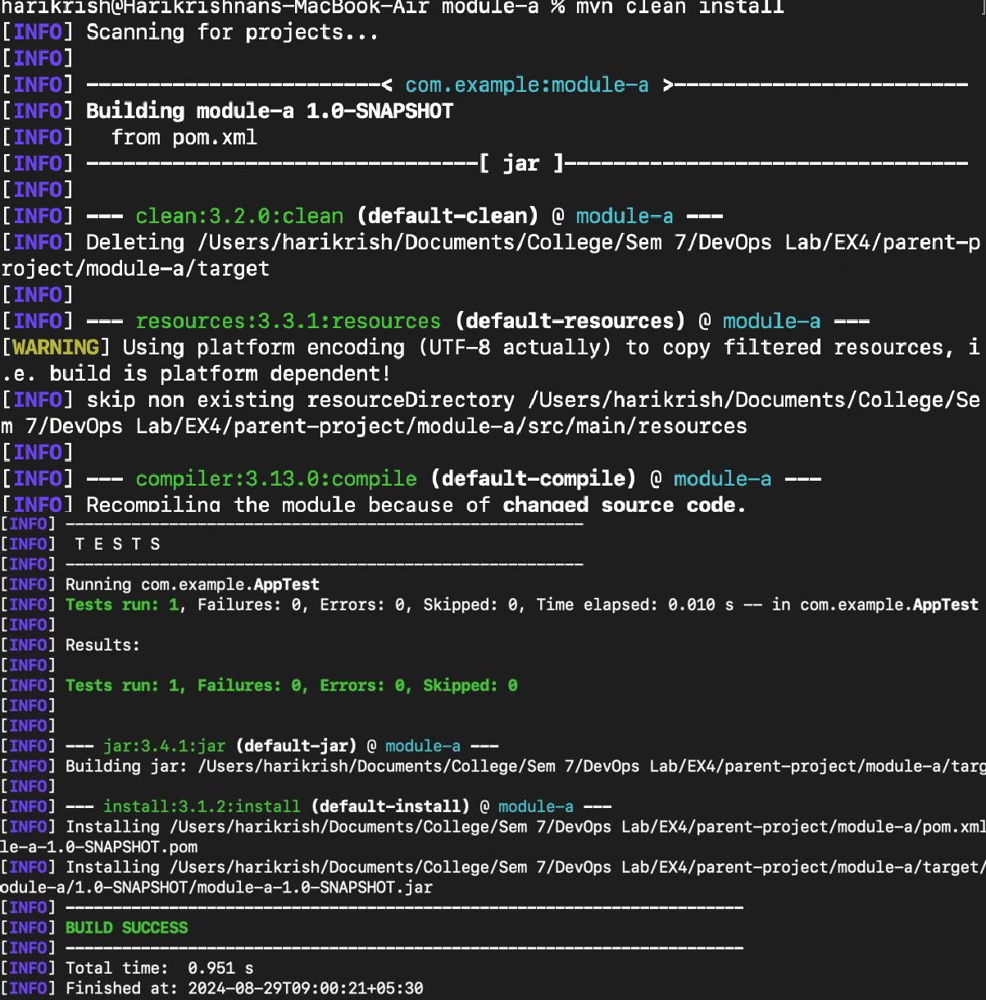 harikrish@Harikrishnans-MacBook-Air module-a % mvn clean install
[INFO] Scanning for projects...
[INFO]
[INFO] ------------------------< com.example:module-a >------------------------
[INFO] Building module-a 1.0-SNAPSHOT
[INFO]   from pom.xml
[INFO] --------------------------------[ jar ]---------------------------------
[INFO]
[INFO] --- clean:3.2.0:clean (default-clean) @ module-a ---
[INFO] Deleting /Users/harikrish/Documents/College/Sem 7/DevOps Lab/EX4/parent-p
roject/module-a/target
[INFO]
[INFO] --- resources:3.3.1:resources (default-resources) @ module-a ---
[WARNING] Using platform encoding (UTF-8 actually) to copy filtered resources, i
.e. build is platform dependent!
[INFO] skip non existing resourceDirectory /Users/harikrish/Documents/College/Se
m 7/DevOps Lab/EX4/parent-project/module-a/src/main/resources
[INFO]
[INFO] --- compiler:3.13.0:compile (default-compile) @ module-a ---
[INFO] Recompiling the module because of changed source code.
[INFO] -------------------------------------------------------
[INFO]  T E S T S
[INFO] -------------------------------------------------------
[INFO] Running com.example.AppTest
[INFO] Tests run: 1, Failures: 0, Errors: 0, Skipped: 0, Time elapsed: 0.010 s -- in com.example.AppTest
[INFO]
[INFO] Results:
[INFO]
[INFO] Tests run: 1, Failures: 0, Errors: 0, Skipped: 0
[INFO]
[INFO]
[INFO] --- jar:3.4.1:jar (default-jar) @ module-a ---
[INFO] Building jar: /Users/harikrish/Documents/College/Sem 7/DevOps Lab/EX4/parent-project/module-a/targ
[INFO]
[INFO] --- install:3.1.2:install (default-install) @ module-a ---
[INFO] Installing /Users/harikrish/Documents/College/Sem 7/DevOps Lab/EX4/parent-project/module-a/pom.xml
le-a-1.0-SNAPSHOT.pom
[INFO] Installing /Users/harikrish/Documents/College/Sem 7/DevOps Lab/EX4/parent-project/module-a/target/
odule-a/1.0-SNAPSHOT/module-a-1.0-SNAPSHOT.jar
[INFO] ------------------------------------------------------------------------
[INFO] BUILD SUCCESS
[INFO] ------------------------------------------------------------------------
[INFO] Total time:  0.951 s
[INFO] Finished at: 2024-08-29T09:00:21+05:30